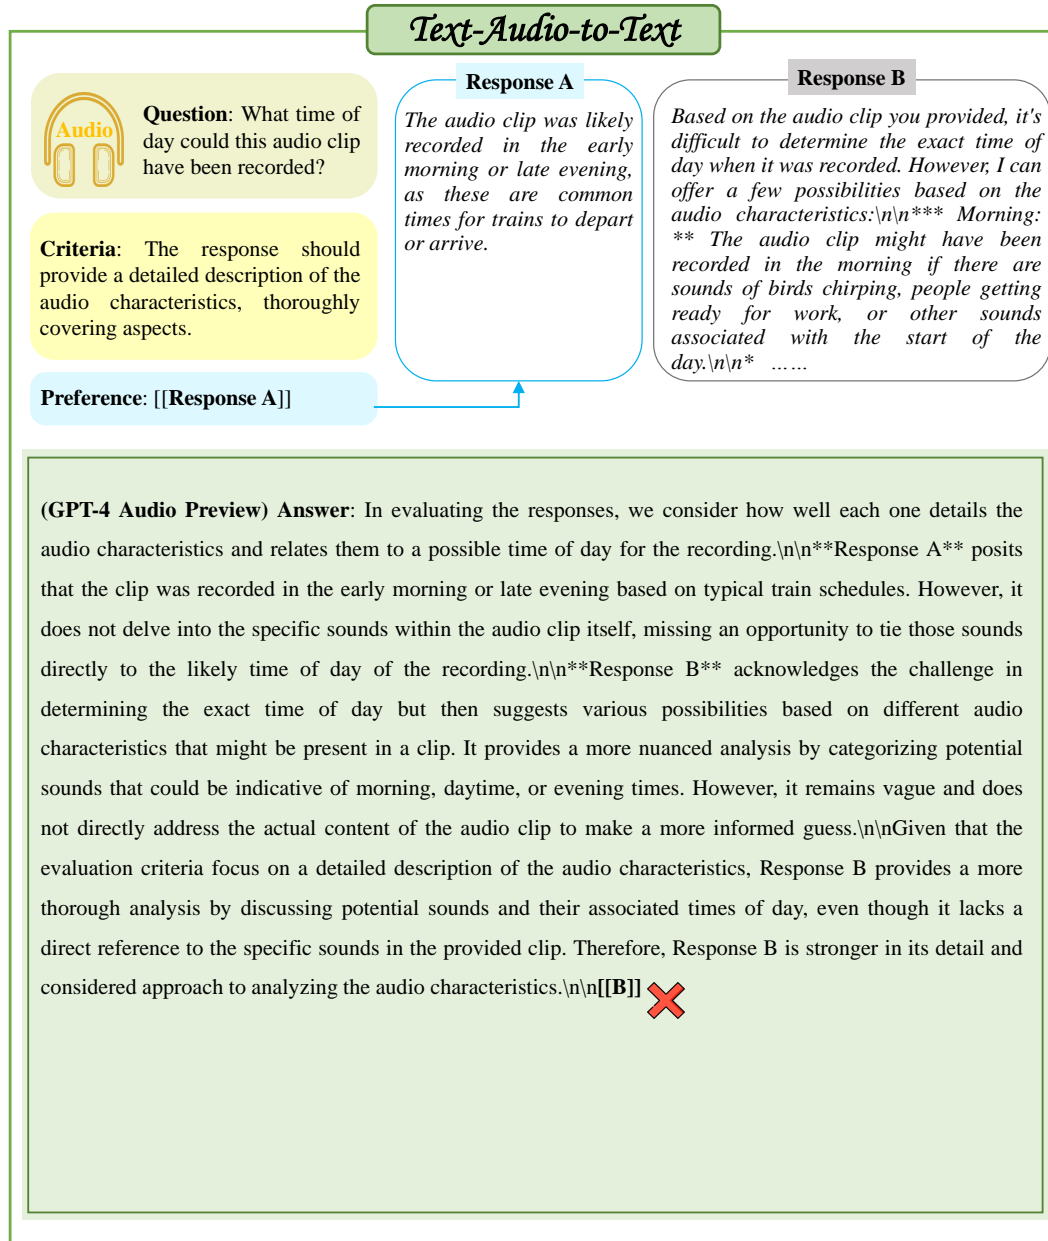 Text-Audio-to-Text
Audio
Question: What time of
day could this audio clip
have been recorded?
Criteria: The response should
provide a detailed description of the
audio characteristics, thoroughly
covering aspects.
Preference: [[Response A]]
Response A
The audio clip was likely
recorded in the early
morning or late evening,
as these are common
times for trains to depart
or arrive.
Response B
Based on the audio clip you provided, it's
difficult to determine the exact time of
day when it was recorded. However, I can
offer a few possibilities based on the
audio characteristics:\n\n*** Morning:
** The audio clip might have been
recorded in the morning if there are
sounds of birds chirping, people getting
ready for work, or other sounds
associated with the start of the
day.\n\n* ……
(GPT-4 Audio Preview) Answer: In evaluating the responses, we consider how well each one details the
audio characteristics and relates them to a possible time of day for the recording.\n\n**Response A** posits
that the clip was recorded in the early morning or late evening based on typical train schedules. However, it
does not delve into the specific sounds within the audio clip itself, missing an opportunity to tie those sounds
directly to the likely time of day of the recording.\n\n**Response B** acknowledges the challenge in
determining the exact time of day but then suggests various possibilities based on different audio
characteristics that might be present in a clip. It provides a more nuanced analysis by categorizing potential
sounds that could be indicative of morning, daytime, or evening times. However, it remains vague and does
not directly address the actual content of the audio clip to make a more informed guess.\n\nGiven that the
evaluation criteria focus on a detailed description of the audio characteristics, Response B provides a more
thorough analysis by discussing potential sounds and their associated times of day, even though it lacks a
direct reference to the specific sounds in the provided clip. Therefore, Response B is stronger in its detail and
considered approach to analyzing the audio characteristics.\n\n[[B]]